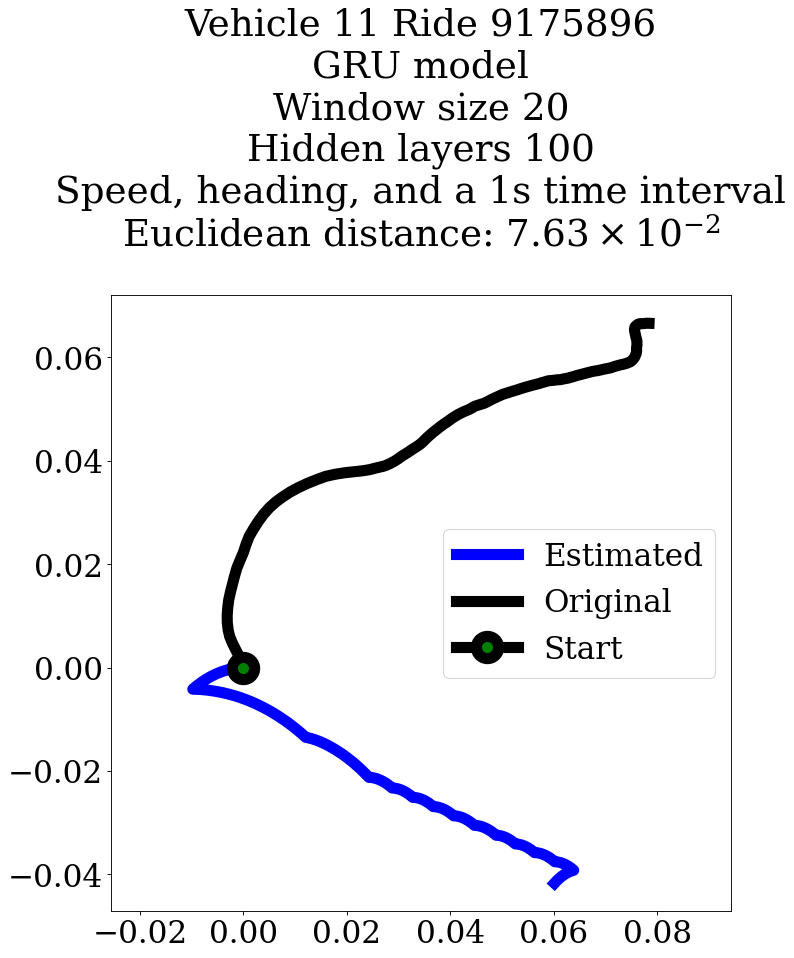 Vehicle 11 Ride 9175896
GRU model
Window size 20
Hidden layers 100
Speed, heading, and a 1s time interval
Euclidean distance: 7.63 × 10⁻²
0.06
0.04
0.02
0.00
−0.02
−0.04
Estimated
Original
Start
−0.02 0.00 0.02 0.04 0.06 0.08